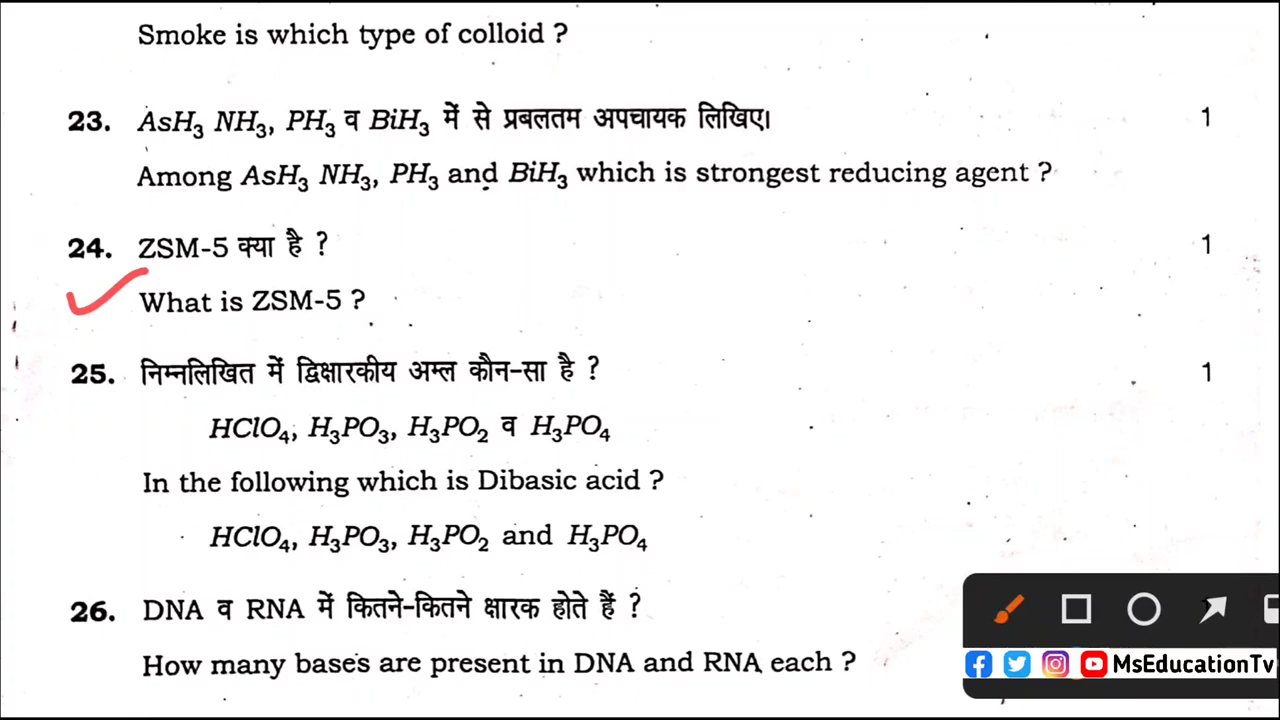 Smoke is which type of colloid ?
23. AsH₃ NH₃, PH₃ व BiH₃ में से प्रबलतम अपचायक लिखिए। 1
Among AsH₃ NH₃, PH₃ and BiH₃ which is strongest reducing agent ?
24. ZSM-5 क्या है ? 1
What is ZSM-5 ?
25. निम्नलिखित में द्विक्षारकीय अम्ल कौन-सा है ? 1
HClO₄, H₃PO₃, H₃PO₂ व H₃PO₄
In the following which is Dibasic acid ?
HClO₄, H₃PO₃, H₃PO₂ and H₃PO₄
26. DNA व RNA में कितने-कितने क्षारक होते हैं ?
How many bases are present in DNA and RNA each ?
MsEducationTv